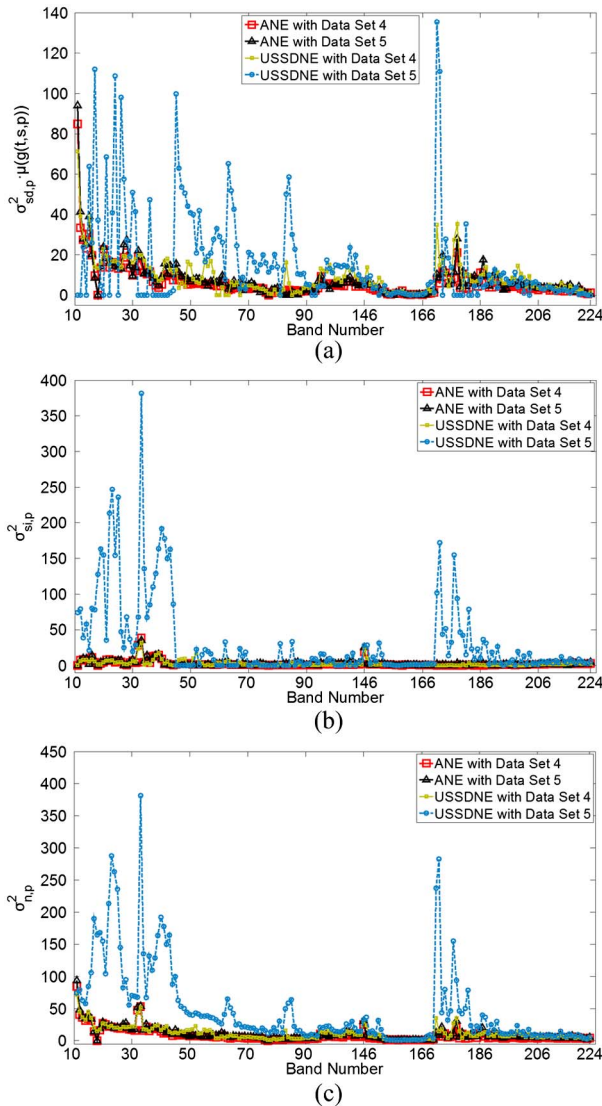 140
120
100
80
60
40
20
0
σ²sd,p·μ(g(t,s,p))
ANE with Data Set 4
ANE with Data Set 5
USSDNE with Data Set 4
USSDNE with Data Set 5
10 30 50 70 90 146 166 186 206 224
Band Number
(a)
400
350
300
250
200
150
100
50
0
σ²si,p
ANE with Data Set 4
ANE with Data Set 5
USSDNE with Data Set 4
USSDNE with Data Set 5
10 30 50 70 90 146 166 186 206 224
Band Number
(b)
450
400
350
300
250
200
150
100
50
0
σ²n,p
ANE with Data Set 4
ANE with Data Set 5
USSDNE with Data Set 4
USSDNE with Data Set 5
10 30 50 70 90 146 166 186 206 224
Band Number
(c)